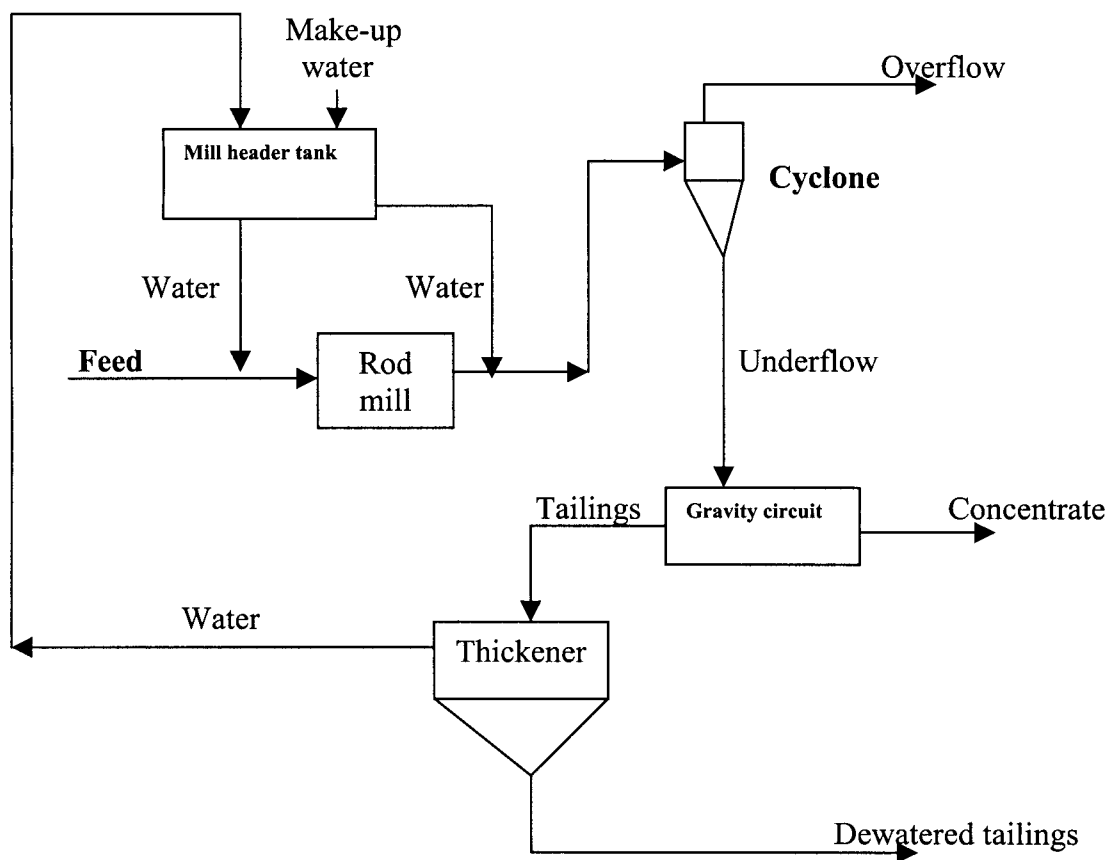 Make-up
water
Overflow
Mill header tank
Cyclone
Water
Water
Feed
Rod
mill
Underflow
Tailings
Gravity circuit
Concentrate
Water
Thickener
Dewatered tailings